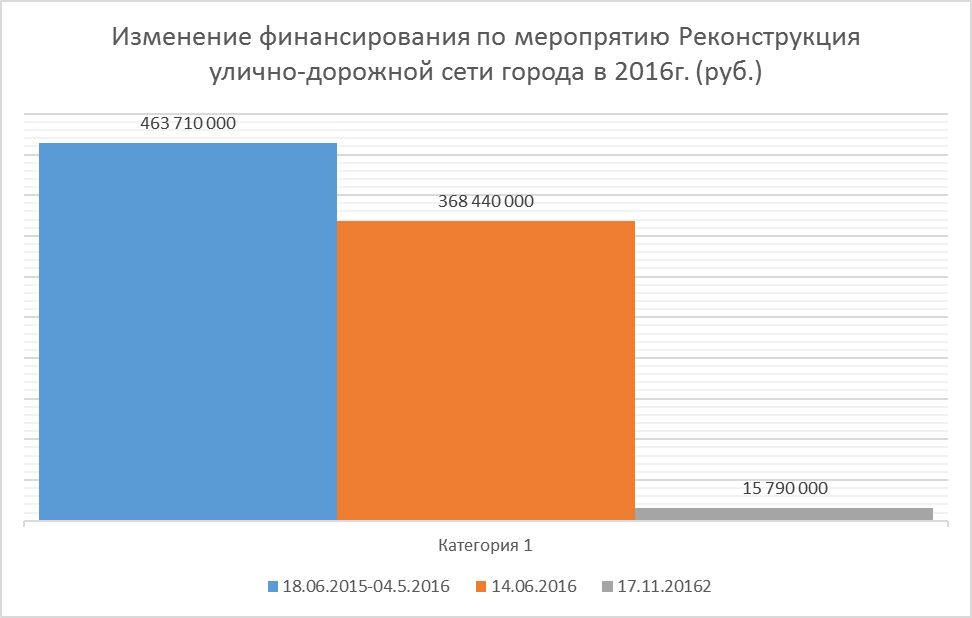 Изменение финансирования по меропрятию Реконструкция
улично-дорожной сети города в 2016г. (руб.)
463 710 000
368 440 000
15 790 000
Категория 1
18.06.2015-04.5.2016 14.06.2016 17.11.20162